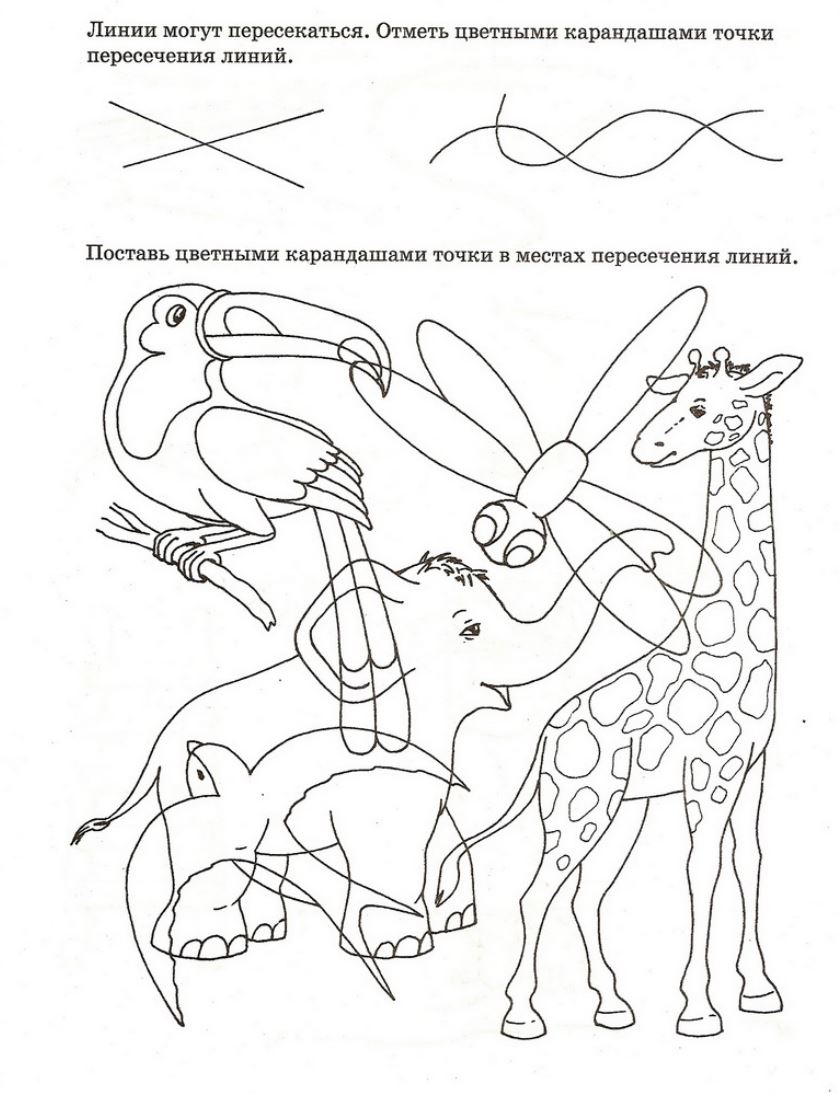 Линии могут пересекаться. Отметь цветными карандашами точки
пересечения линий.
Поставь цветными карандашами точки в местах пересечения линий.